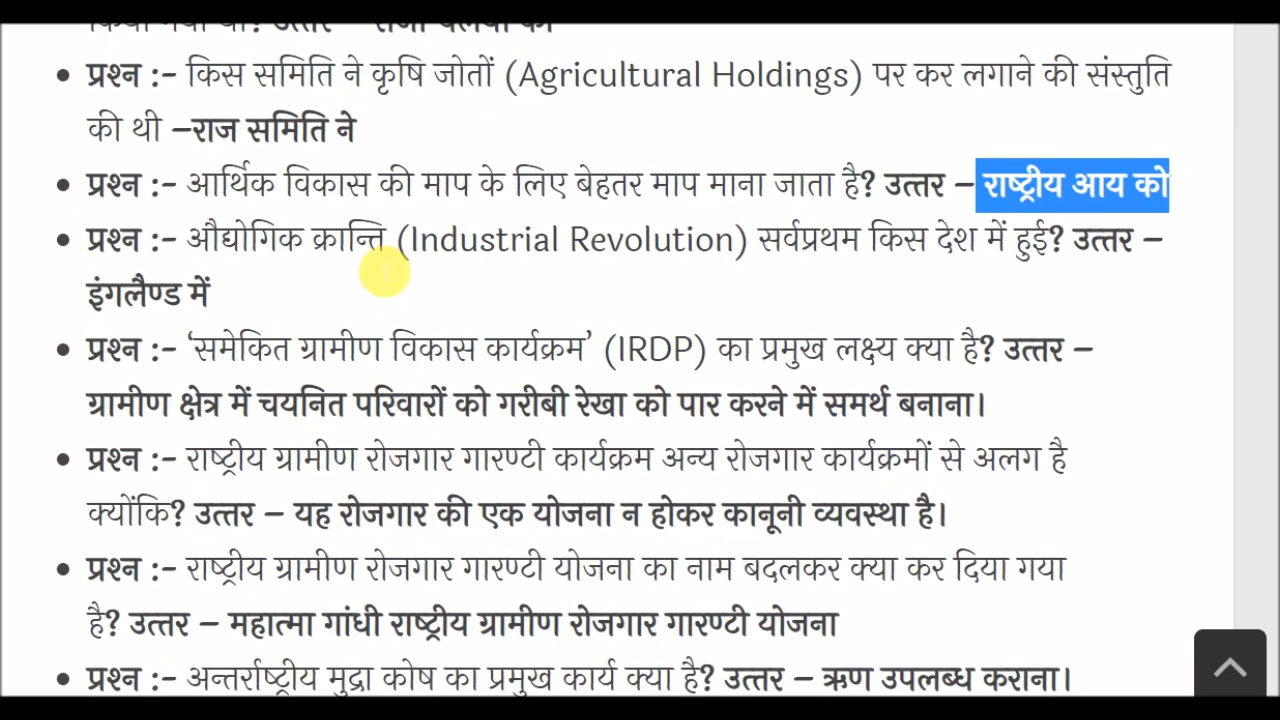 उत्तर –
प्रश्न :- किस समिति ने कृषि जोतों (Agricultural Holdings) पर कर लगाने की संस्तुति
की थी –राज समिति ने
प्रश्न :- आर्थिक विकास की माप के लिए बेहतर माप माना जाता है? उत्तर – राष्ट्रीय आय को
प्रश्न :- औद्योगिक क्रान्ति (Industrial Revolution) सर्वप्रथम किस देश में हुई? उत्तर –
इंगलैण्ड में
प्रश्न :- ‘समेकित ग्रामीण विकास कार्यक्रम’ (IRDP) का प्रमुख लक्ष्य क्या है? उत्तर –
ग्रामीण क्षेत्र में चयनित परिवारों को गरीबी रेखा को पार करने में समर्थ बनाना।
प्रश्न :- राष्ट्रीय ग्रामीण रोजगार गारण्टी कार्यक्रम अन्य रोजगार कार्यक्रमों से अलग है
क्योंकि? उत्तर – यह रोजगार की एक योजना न होकर कानूनी व्यवस्था है।
प्रश्न :- राष्ट्रीय ग्रामीण रोजगार गारण्टी योजना का नाम बदलकर क्या कर दिया गया
है? उत्तर – महात्मा गांधी राष्ट्रीय ग्रामीण रोजगार गारण्टी योजना
प्रश्न :- अन्तर्राष्ट्रीय मुद्रा कोष का प्रमुख कार्य क्या है? उत्तर – ऋण उपलब्ध कराना।